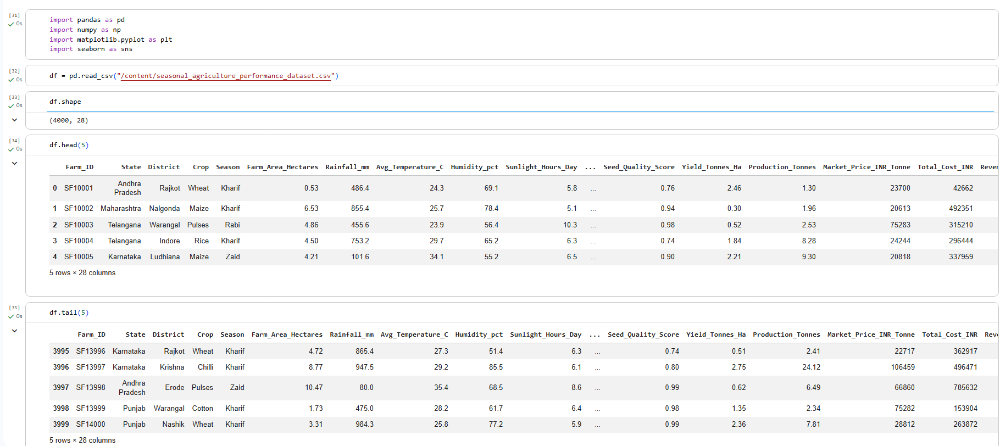 [31]
0s
import pandas as pd
import numpy as np
import matplotlib.pyplot as plt
import seaborn as sns
[32]
0s
df = pd.read_csv("/content/seasonal_agriculture_performance_dataset.csv")
[33]
0s
df.shape
(4000, 28)
[34]
0s
df.head(5)
Farm_ID State District Crop Season Farm_Area_Hectares Rainfall_mm Avg_Temperature_C Humidity_pct Sunlight_Hours_Day ... Seed_Quality_Score Yield_Tonnes_Ha Production_Tonnes Market_Price_INR_Tonne Total_Cost_INR Rever
0 SF10001 Andhra Pradesh Rajkot Wheat Kharif 0.53 486.4 24.3 69.1 5.8 ... 0.76 2.46 1.30 23700 42662
1 SF10002 Maharashtra Nalgonda Maize Kharif 6.53 855.4 25.7 78.4 5.1 ... 0.94 0.30 1.96 20613 492351
2 SF10003 Telangana Warangal Pulses Rabi 4.86 455.6 23.9 56.4 10.3 ... 0.98 0.52 2.53 75283 315210
3 SF10004 Telangana Indore Rice Kharif 4.50 753.2 29.7 65.2 6.3 ... 0.74 1.84 8.28 24244 296444
4 SF10005 Karnataka Ludhiana Maize Zaid 4.21 101.6 34.1 55.2 6.5 ... 0.90 2.21 9.30 20818 337959
5 rows × 28 columns
[35]
0s
df.tail(5)
Farm_ID State District Crop Season Farm_Area_Hectares Rainfall_mm Avg_Temperature_C Humidity_pct Sunlight_Hours_Day ... Seed_Quality_Score Yield_Tonnes_Ha Production_Tonnes Market_Price_INR_Tonne Total_Cost_INR Reve
3995 SF13996 Karnataka Rajkot Wheat Kharif 4.72 865.4 27.3 51.4 6.3 ... 0.74 0.51 2.41 22717 362917
3996 SF13997 Karnataka Krishna Chilli Kharif 8.77 947.5 29.2 85.5 6.1 ... 0.80 2.75 24.12 106459 496471
3997 SF13998 Andhra Pradesh Erode Pulses Zaid 10.47 80.0 35.4 68.5 8.6 ... 0.99 0.62 6.49 66860 785632
3998 SF13999 Punjab Warangal Cotton Kharif 1.73 475.0 28.2 61.7 6.4 ... 0.98 1.35 2.34 75282 153904
3999 SF14000 Punjab Nashik Wheat Kharif 3.31 984.3 25.8 77.2 5.9 ... 0.99 2.36 7.81 28812 263872
5 rows × 28 columns